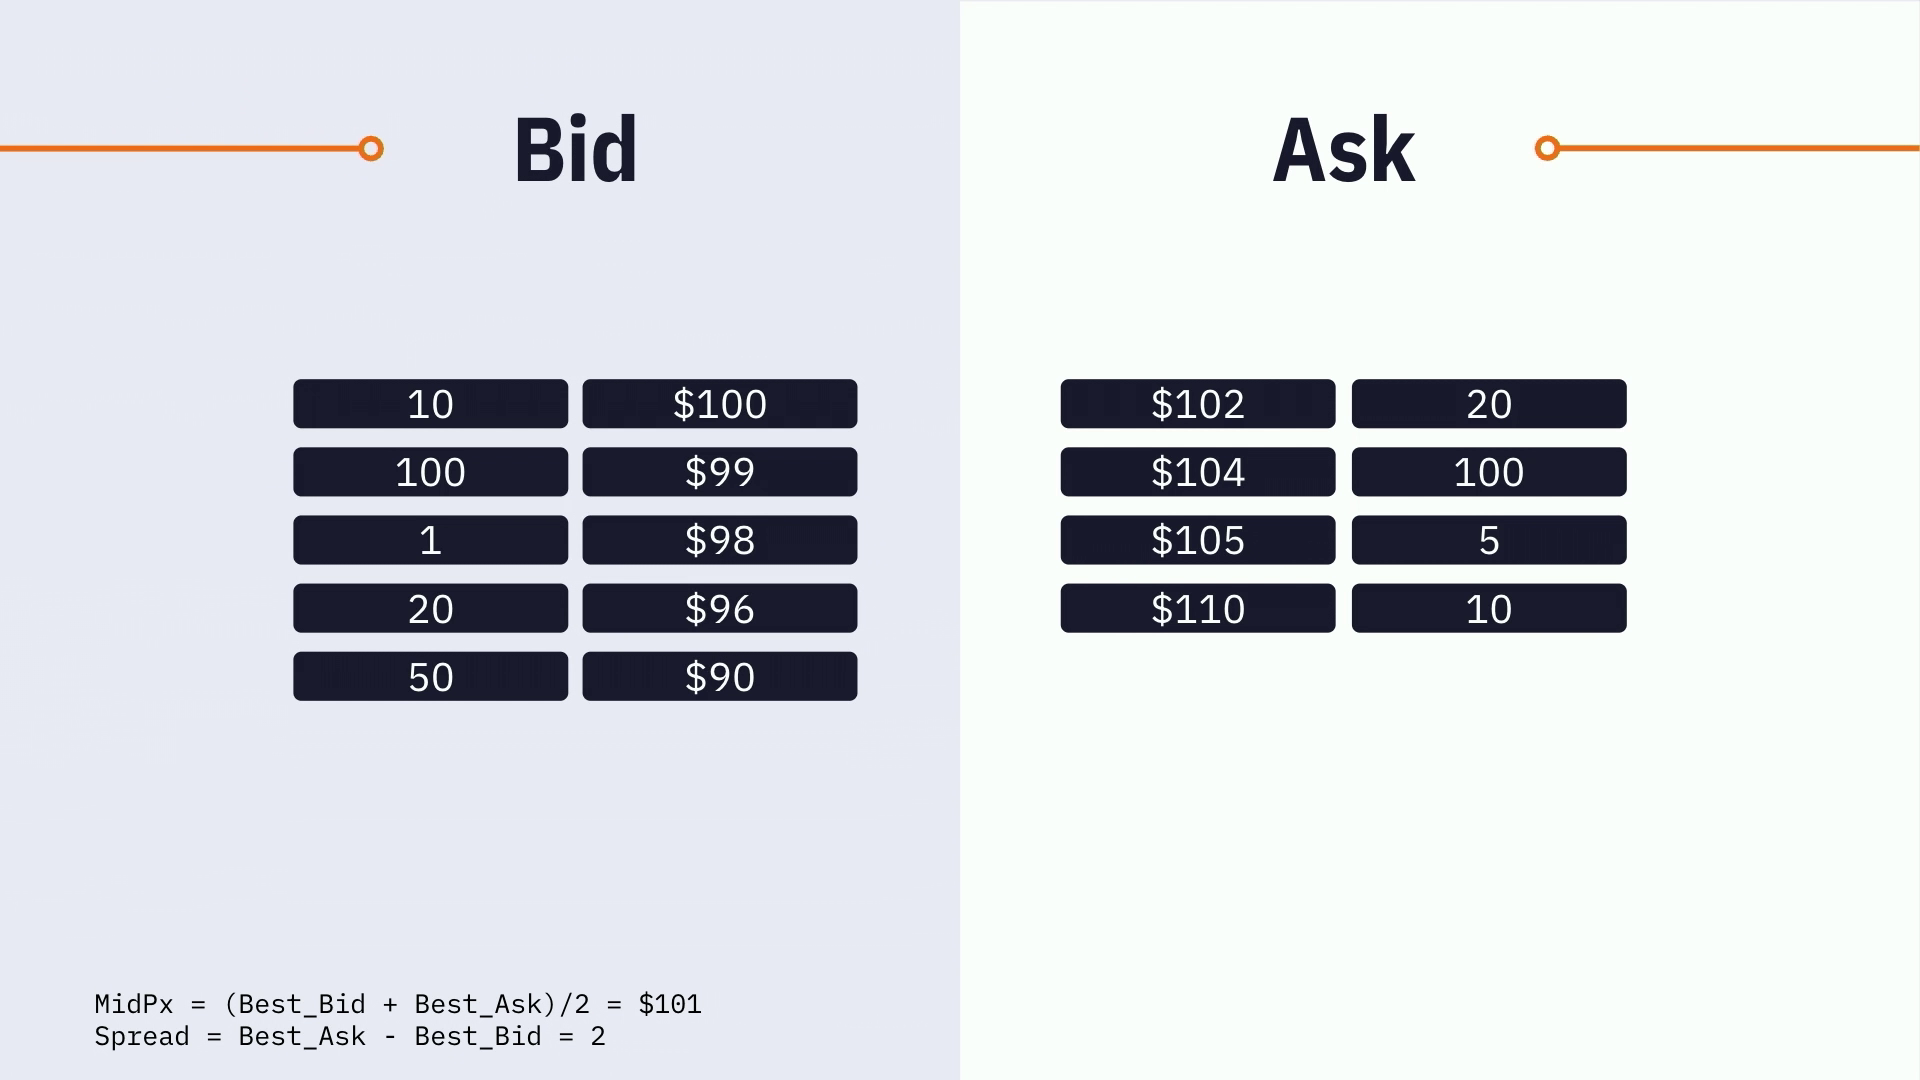 Bid
Ask
10 $100 $102 20
100 $99 $104 100
1 $98 $105 5
20 $96 $110 10
50 $90
MidPx = (Best_Bid + Best_Ask)/2 = $101
Spread = Best_Ask - Best_Bid = 2